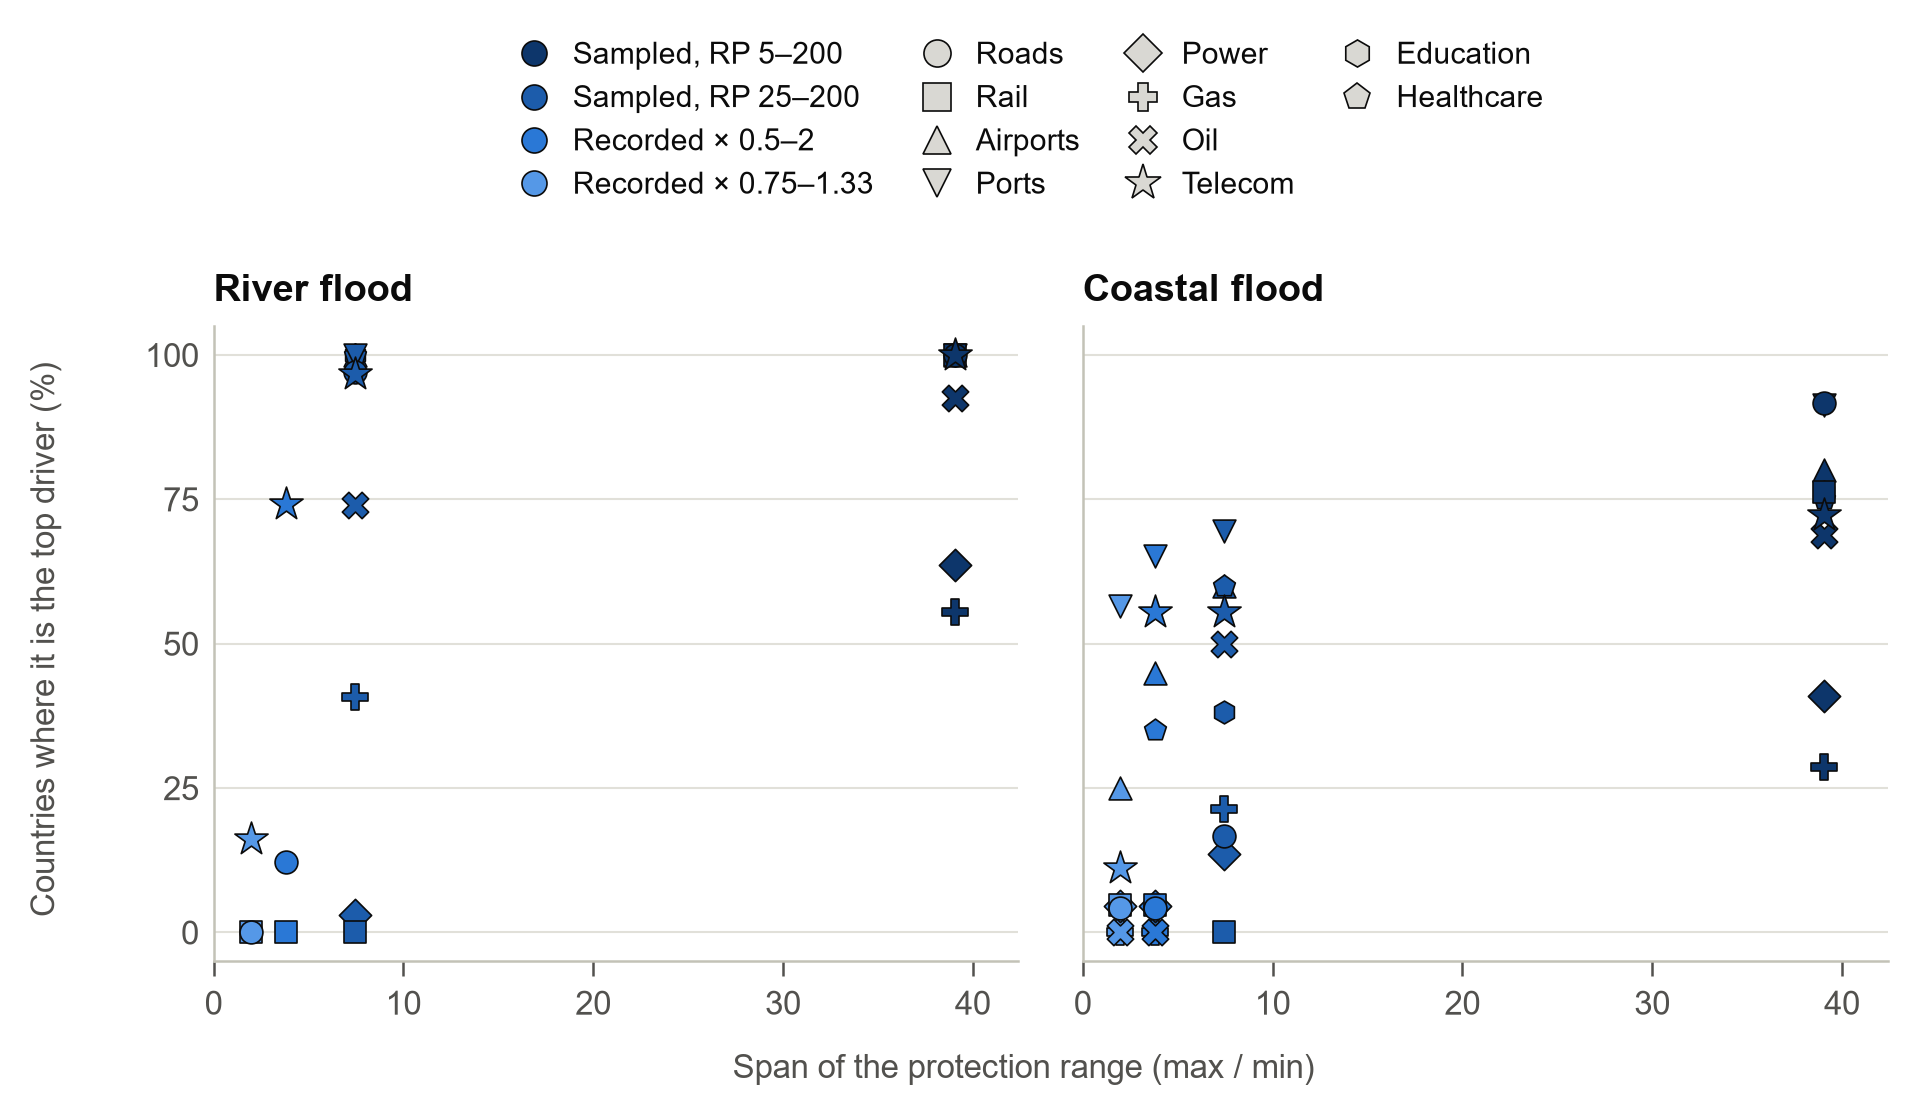 Sampled, RP 5–200
Sampled, RP 25–200
Recorded × 0.5–2
Recorded × 0.75–1.33
Roads
Rail
Airports
Ports
Power
Gas
Oil
Telecom
Education
Healthcare
River flood
Coastal flood
Countries where it is the top driver (%)
100
75
50
25
0
0 10 20 30 40
0 10 20 30 40
Span of the protection range (max / min)